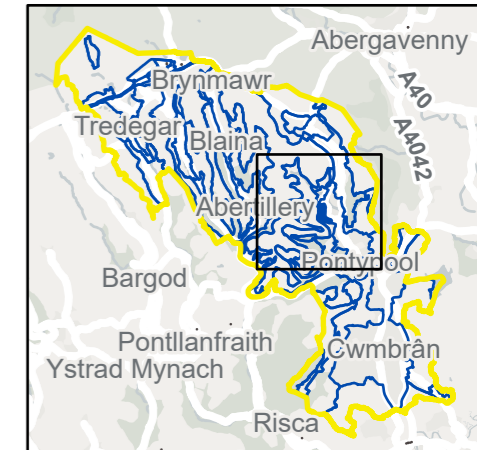 Abergavenny
Brynmawr
A40
Tredegar
Blaina
A4042
Abertillery
Pontypool
Bargod
Pontllanfraith
Cwmbrân
Ystrad Mynach
Risca